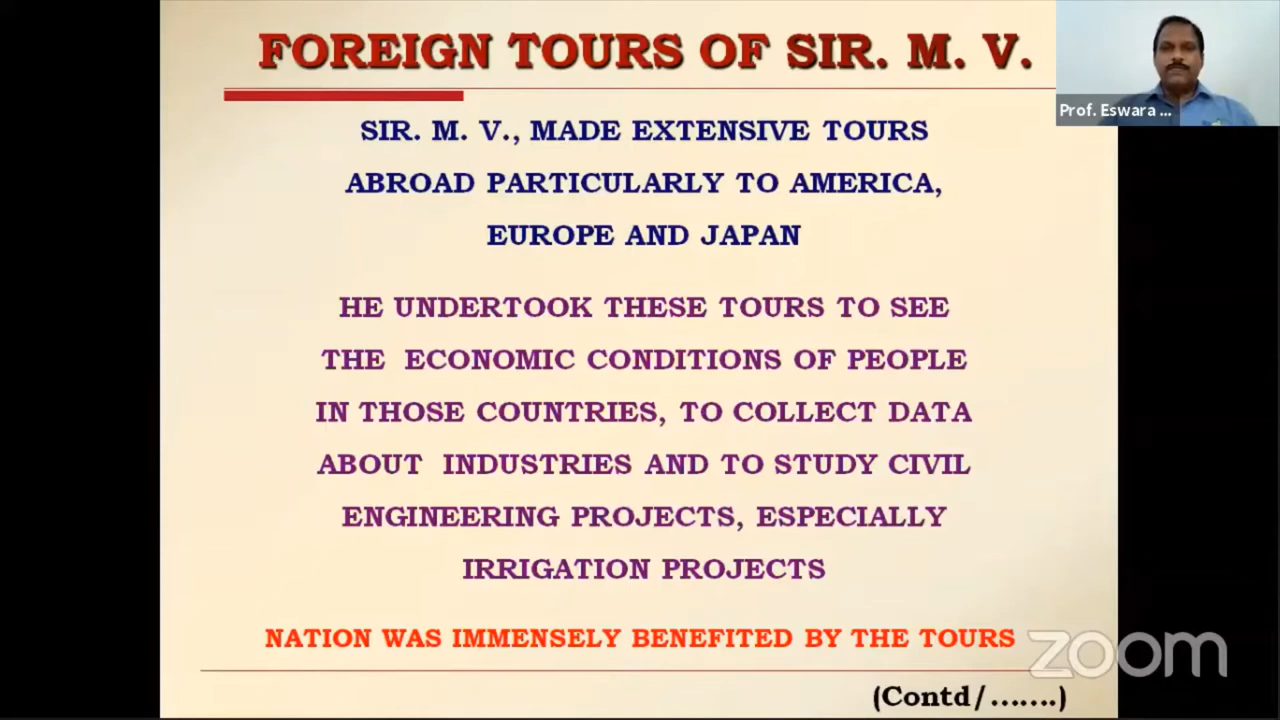 FOREIGN TOURS OF SIR. M. V.
Prof. Eswara ...
SIR. M. V., MADE EXTENSIVE TOURS
ABROAD PARTICULARLY TO AMERICA,
EUROPE AND JAPAN
HE UNDERTOOK THESE TOURS TO SEE
THE ECONOMIC CONDITIONS OF PEOPLE
IN THOSE COUNTRIES, TO COLLECT DATA
ABOUT INDUSTRIES AND TO STUDY CIVIL
ENGINEERING PROJECTS, ESPECIALLY
IRRIGATION PROJECTS
NATION WAS IMMENSELY BENEFITED BY THE TOURS
zoom
(Contd/.......)